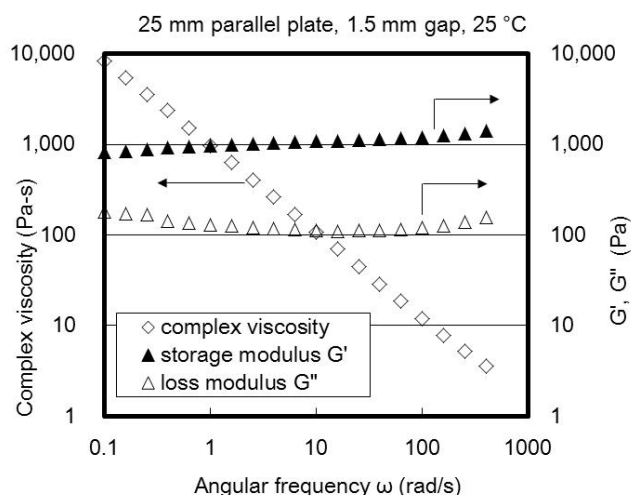 25 mm parallel plate, 1.5 mm gap, 25 °C
10,000
1,000
100
10
1
Complex viscosity (Pa-s)
10,000
1,000
100
10
1
G', G" (Pa)
complex viscosity
storage modulus G'
loss modulus G"
0.1 1 10 100 1000
Angular frequency ω (rad/s)